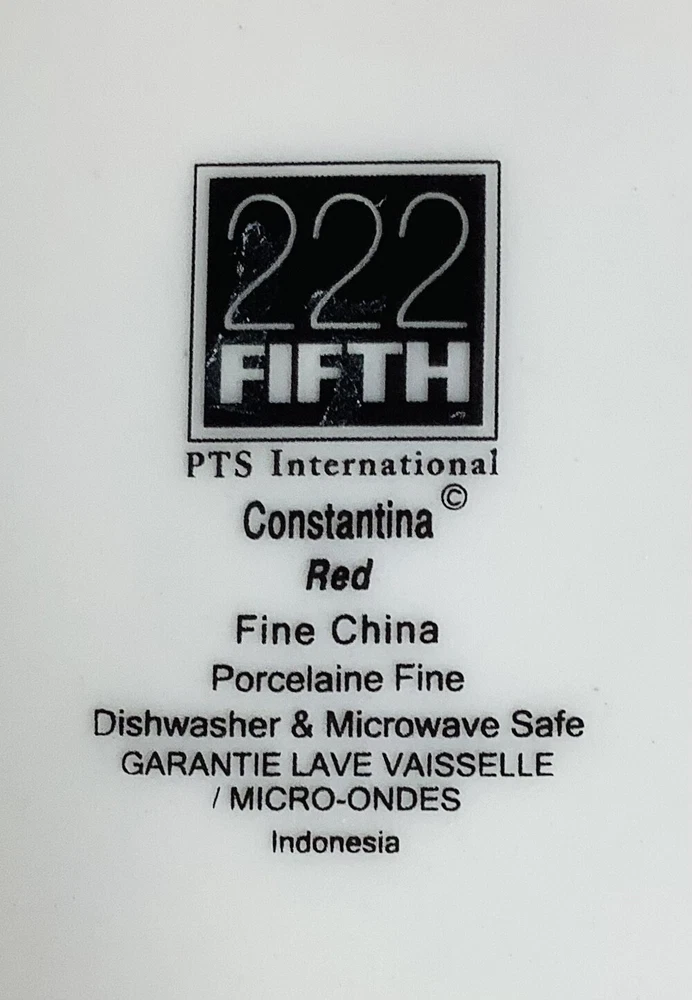 222
FIFTH
PTS International
Constantina©
Red
Fine China
Porcelaine Fine
Dishwasher & Microwave Safe
GARANTIE LAVE VAISSELLE
/ MICRO-ONDES
Indonesia